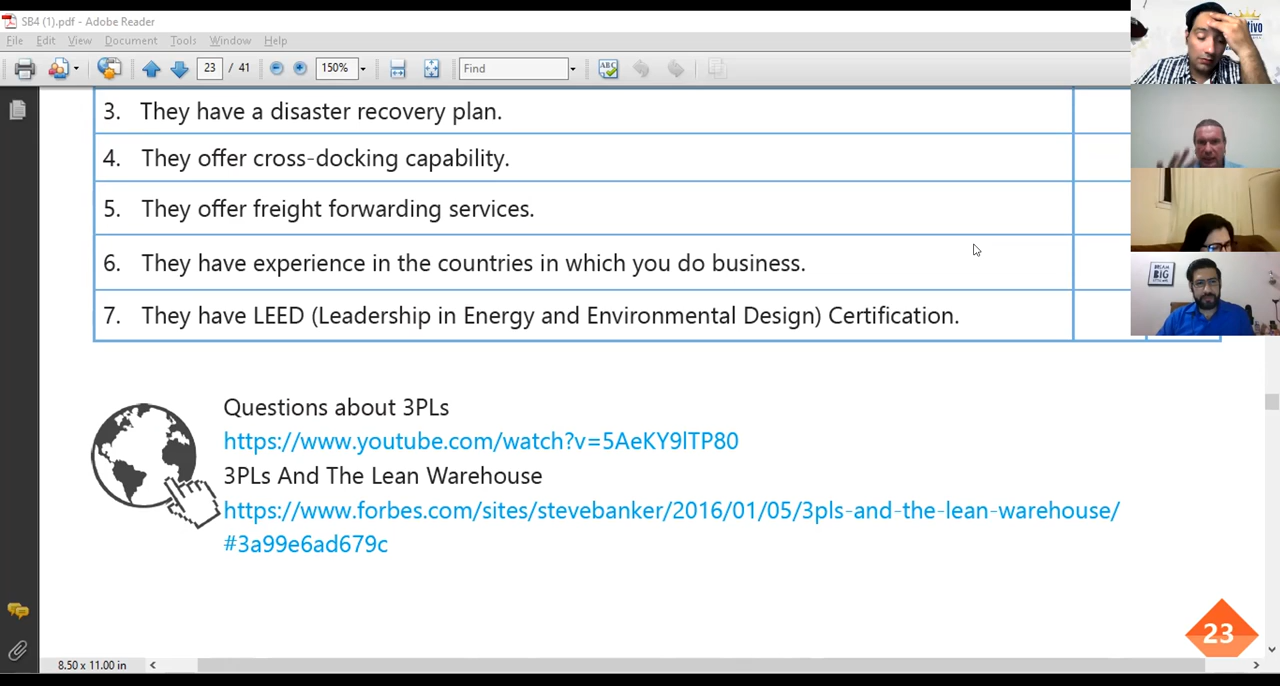 SB4 (1).pdf - Adobe Reader
File Edit View Document Tools Window Help
23 / 41 150% Find
ABC
3. They have a disaster recovery plan.
4. They offer cross-docking capability.
5. They offer freight forwarding services.
6. They have experience in the countries in which you do business.
7. They have LEED (Leadership in Energy and Environmental Design) Certification.
Questions about 3PLs
https://www.youtube.com/watch?v=5AeKY9lTP80
3PLs And The Lean Warehouse
https://www.forbes.com/sites/stevebanker/2016/01/05/3pls-and-the-lean-warehouse/
#3a99e6ad679c
23
8.50 x 11.00 in
DREAM
BIG